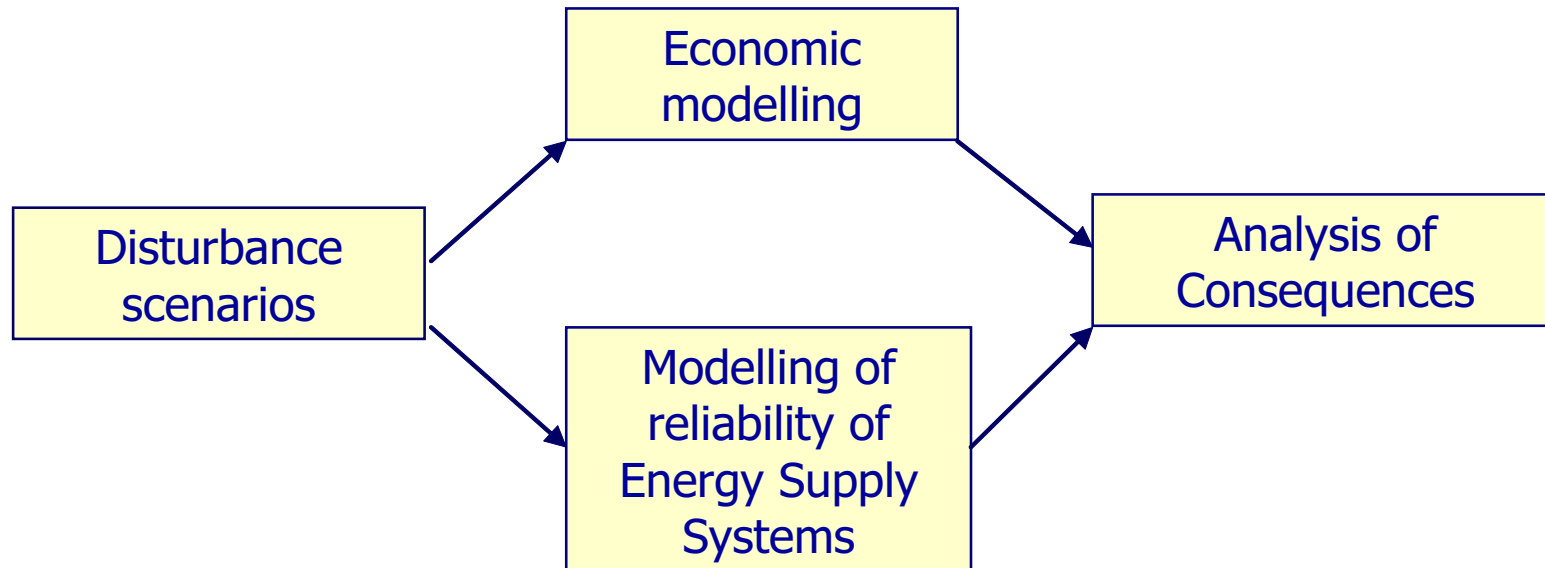 Economic
modelling
Disturbance
scenarios
Analysis of
Consequences
Modelling of
reliability of
Energy Supply
Systems